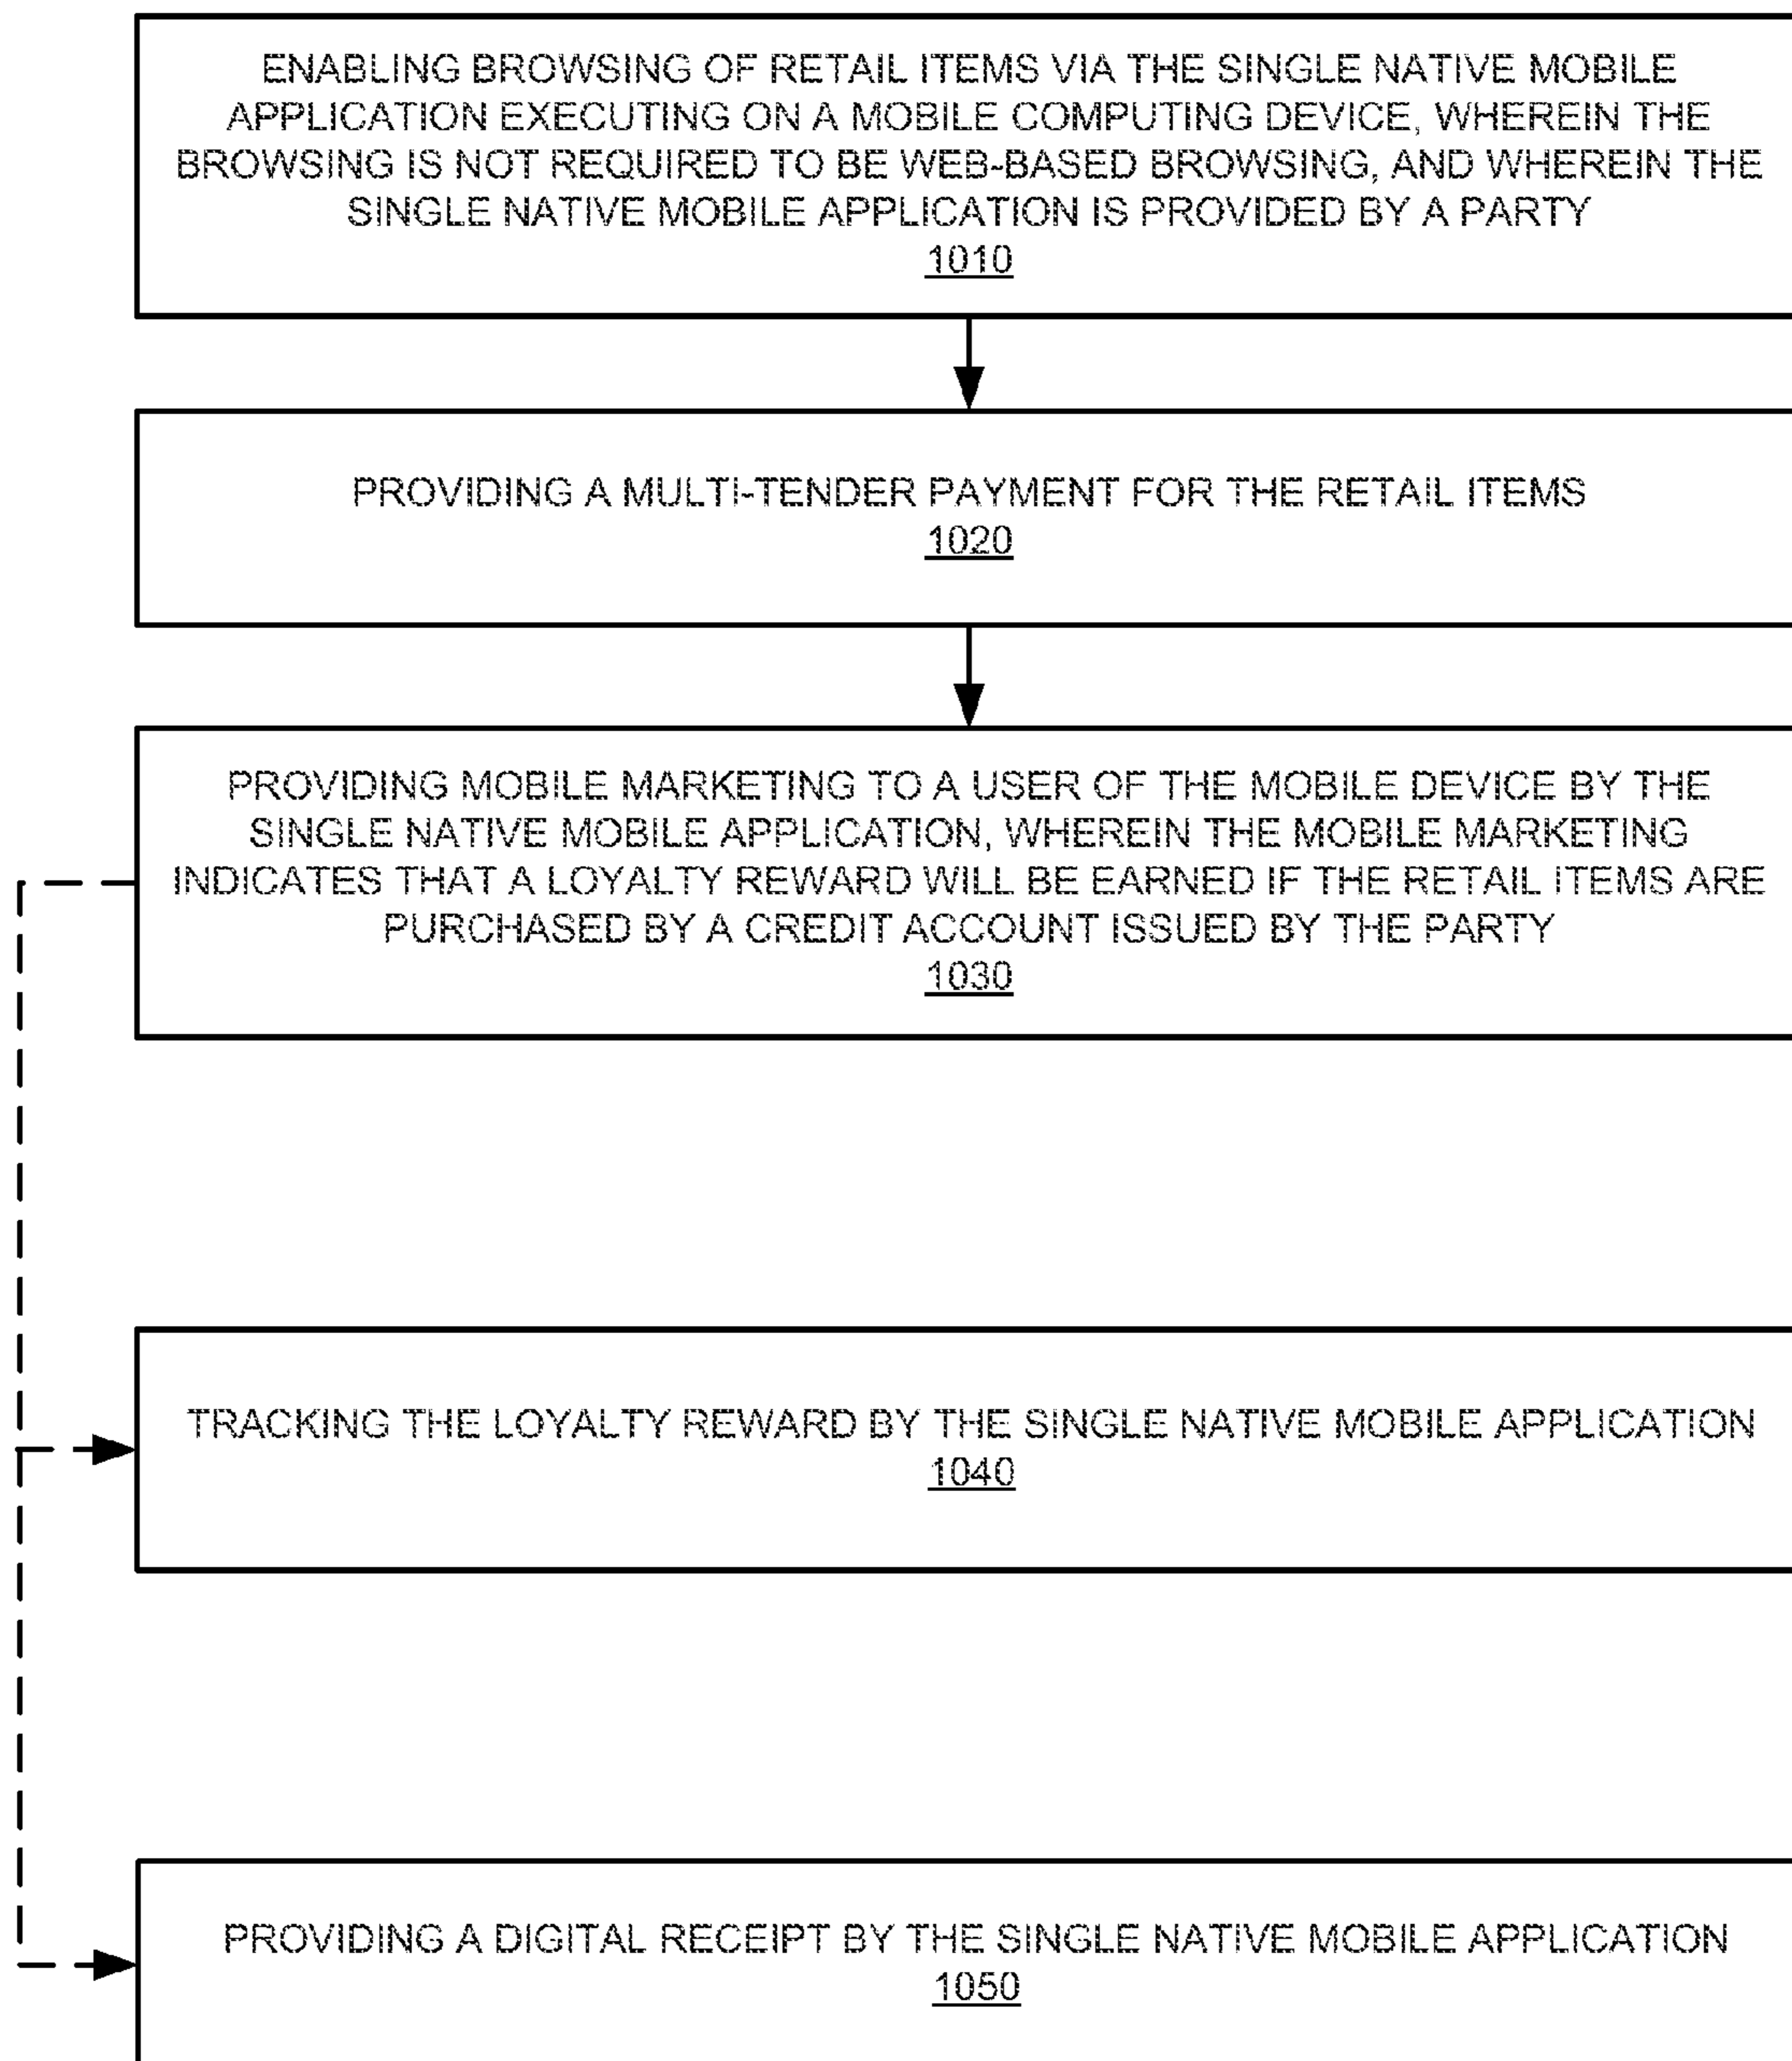 ENABLING BROWSING OF RETAIL ITEMS VIA THE SINGLE NATIVE MOBILE
APPLICATION EXECUTING ON A MOBILE COMPUTING DEVICE, WHEREIN THE
BROWSING IS NOT REQUIRED TO BE WEB-BASED BROWSING, AND WHEREIN THE
SINGLE NATIVE MOBILE APPLICATION IS PROVIDED BY A PARTY
1010
PROVIDING A MULTI-TENDER PAYMENT FOR THE RETAIL ITEMS
1020
PROVIDING MOBILE MARKETING TO A USER OF THE MOBILE DEVICE BY THE
SINGLE NATIVE MOBILE APPLICATION, WHEREIN THE MOBILE MARKETING
INDICATES THAT A LOYALTY REWARD WILL BE EARNED IF THE RETAIL ITEMS ARE
PURCHASED BY A CREDIT ACCOUNT ISSUED BY THE PARTY
1030
TRACKING THE LOYALTY REWARD BY THE SINGLE NATIVE MOBILE APPLICATION
1040
PROVIDING A DIGITAL RECEIPT BY THE SINGLE NATIVE MOBILE APPLICATION
1050